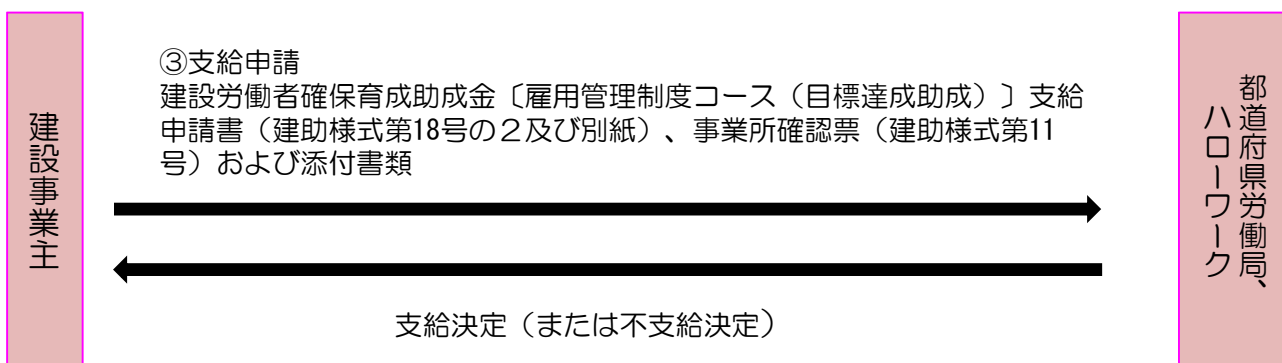 建設事業主
③支給申請
建設労働者確保育成助成金〔雇用管理制度コース（目標達成助成）〕支給
申請書（建助様式第18号の２及び別紙）、事業所確認票（建助様式第11
号）および添付書類
支給決定（または不支給決定）
都道府県労働局、
ハローワーク